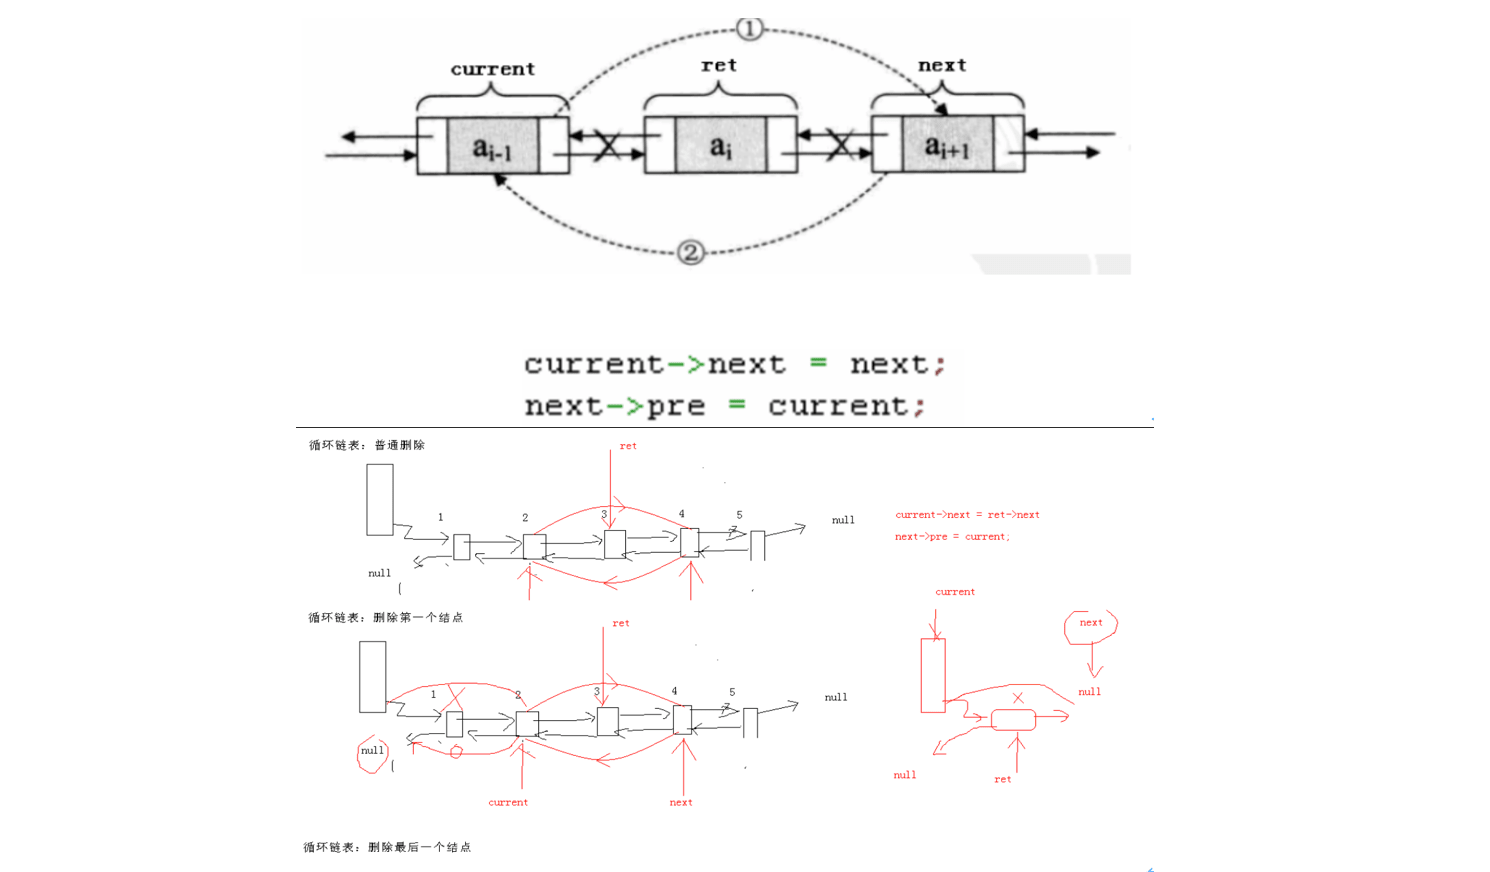 ①
current ret next
a_{i-1} a_i a_{i+1}
②
current->next = next;
next->pre = current;
循环链表：普通删除
ret
1 2 3 4 5
null
null
current->next = ret->next
next->pre = current;
循环链表：删除第一个结点
ret
1 2 3 4 5
null
null
current next
current
next
null
null
ret
循环链表：删除最后一个结点